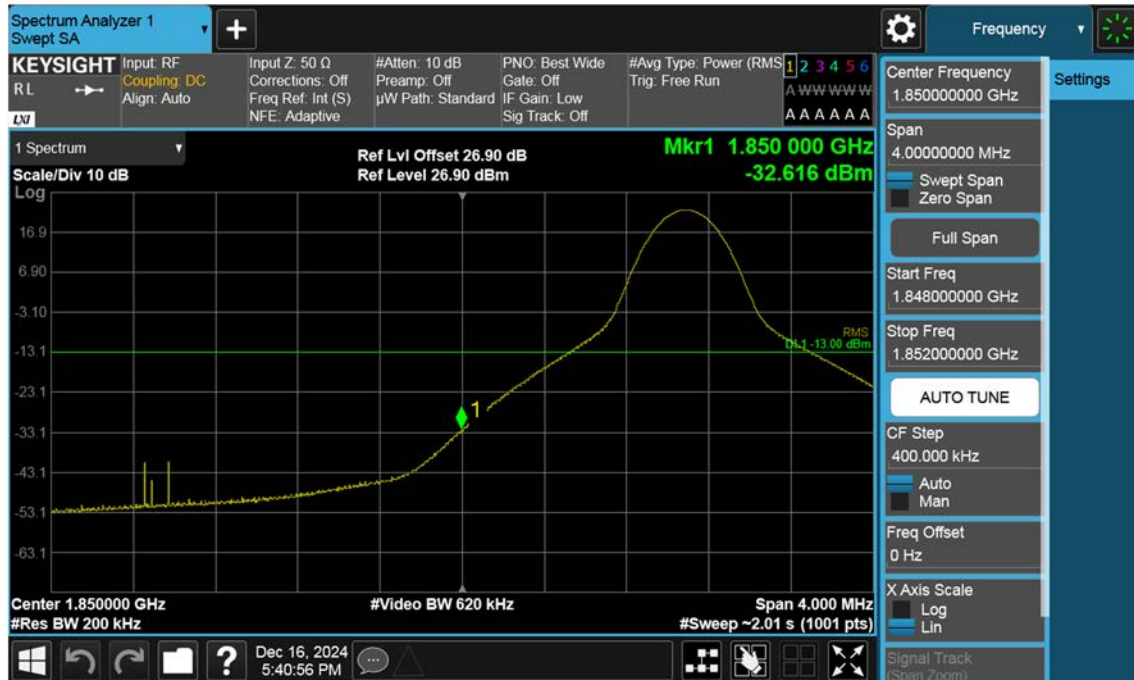 Spectrum Analyzer 1
Swept SA
+
Frequency
KEYSIGHT
RL
LXI
Input: RF
Coupling: DC
Align: Auto
Input Z: 50 Ω
Corrections: Off
Freq Ref: Int (S)
NFE: Adaptive
#Atten: 10 dB
Preamp: Off
µW Path: Standard
PNO: Best Wide
Gate: Off
IF Gain: Low
Sig Track: Off
#Avg Type: Power (RMS
Trig: Free Run
1 2 3 4 5 6
A W W W W W
A A A A A A
1 Spectrum
Scale/Div 10 dB
Log
Ref Lvl Offset 26.90 dB
Ref Level 26.90 dBm
Mkr1 1.850 000 GHz
-32.616 dBm
16.9
6.90
-3.10
-13.1
-23.1
-33.1
-43.1
-53.1
-63.1
RMS
DL1 -13.00 dBm
1
Center 1.850000 GHz
#Res BW 200 kHz
#Video BW 620 kHz
Span 4.000 MHz
#Sweep ~2.01 s (1001 pts)
?
Dec 16, 2024
5:40:56 PM
Center Frequency
1.850000000 GHz
Span
4.00000000 MHz
Swept Span
Zero Span
Full Span
Start Freq
1.848000000 GHz
Stop Freq
1.852000000 GHz
AUTO TUNE
CF Step
400.000 kHz
Auto
Man
Freq Offset
0 Hz
X Axis Scale
Log
Lin
Signal Track
(Span Zoom)
Settings